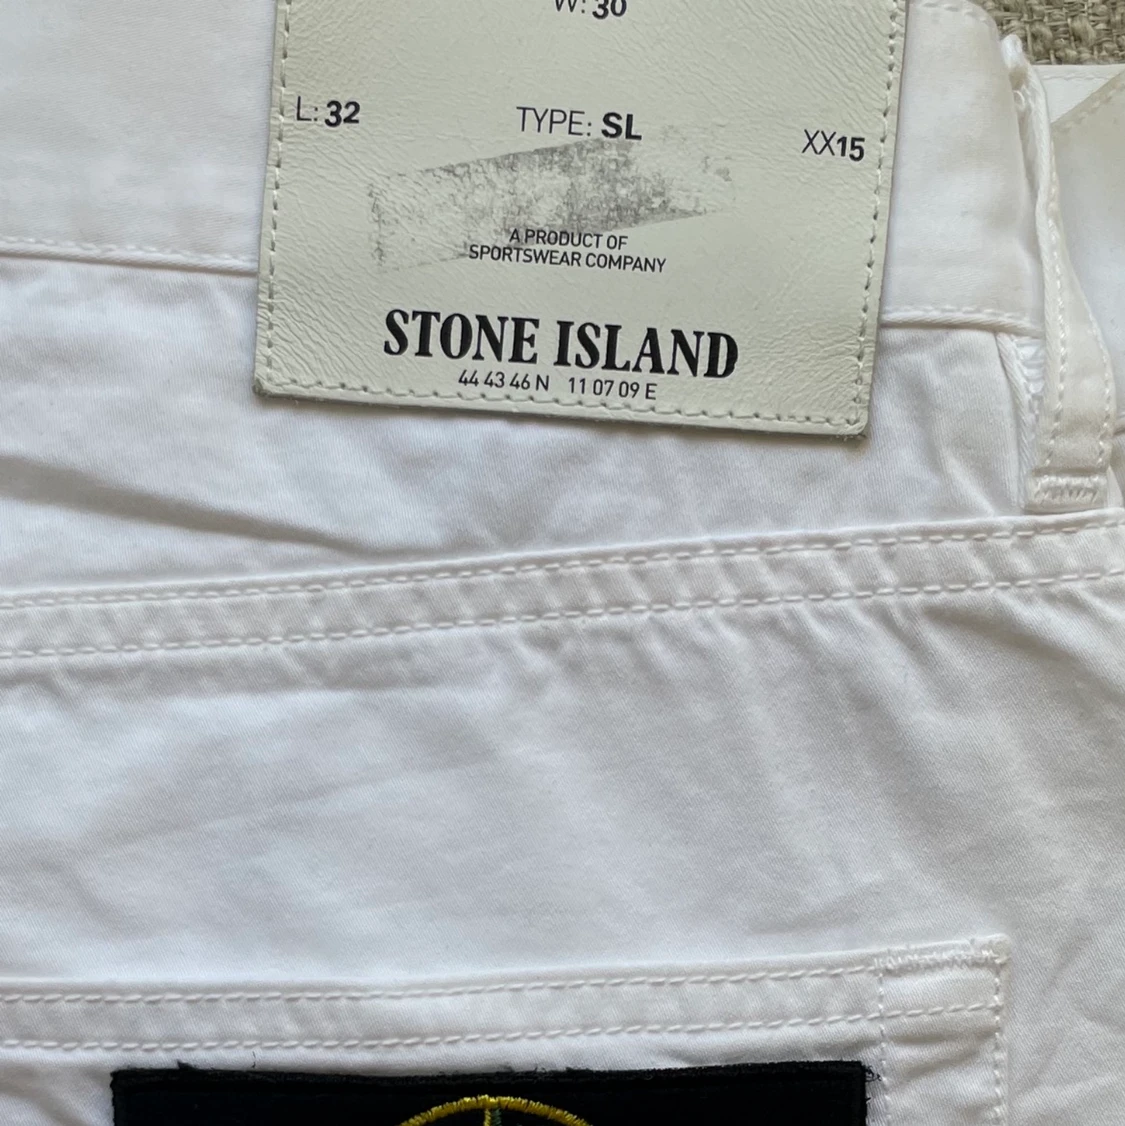 W: 30
L: 32
TYPE: SL
XX15
A PRODUCT OF
SPORTSWEAR COMPANY
STONE ISLAND
44 43 46 N 11 07 09 E